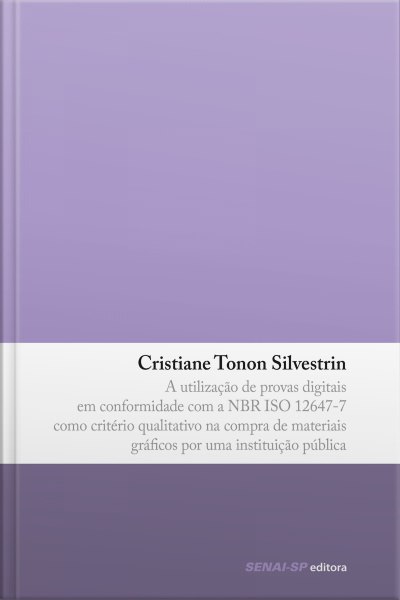 Cristiane Tonon Silvestrin
A utilização de provas digitais
em conformidade com a NBR ISO 12647-7
como critério qualitativo na compra de materiais
gráficos por uma instituição pública
SENAI-SP editora